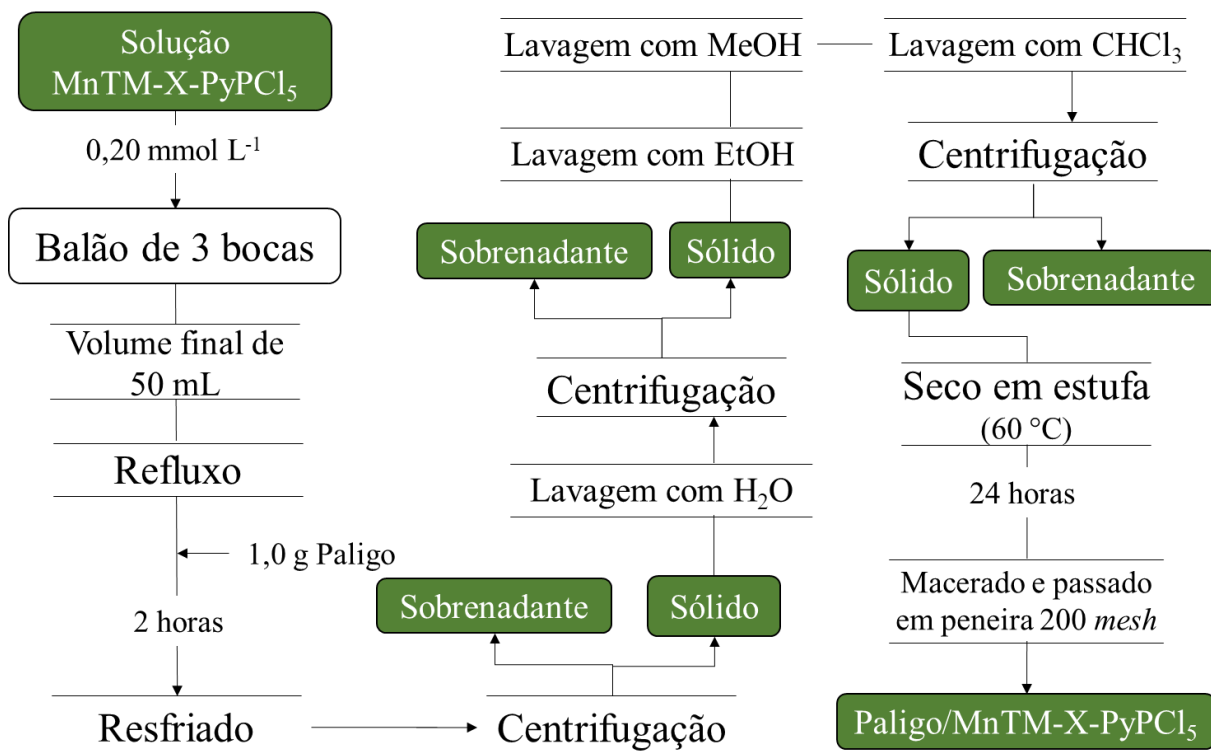 Solução
MnTM-X-PyPCl₅
0,20 mmol L⁻¹
Balão de 3 bocas
Volume final de
50 mL
Refluxo
1,0 g Paligo
2 horas
Resfriado
Centrifugação
Sobrenadante
Sólido
Lavagem com H₂O
Centrifugação
Sobrenadante
Sólido
Lavagem com EtOH
Lavagem com MeOH
Lavagem com CHCl₃
Centrifugação
Sólido
Sobrenadante
Seco em estufa
(60 °C)
24 horas
Macerado e passado
em peneira 200 mesh
Paligo/MnTM-X-PyPCl₅